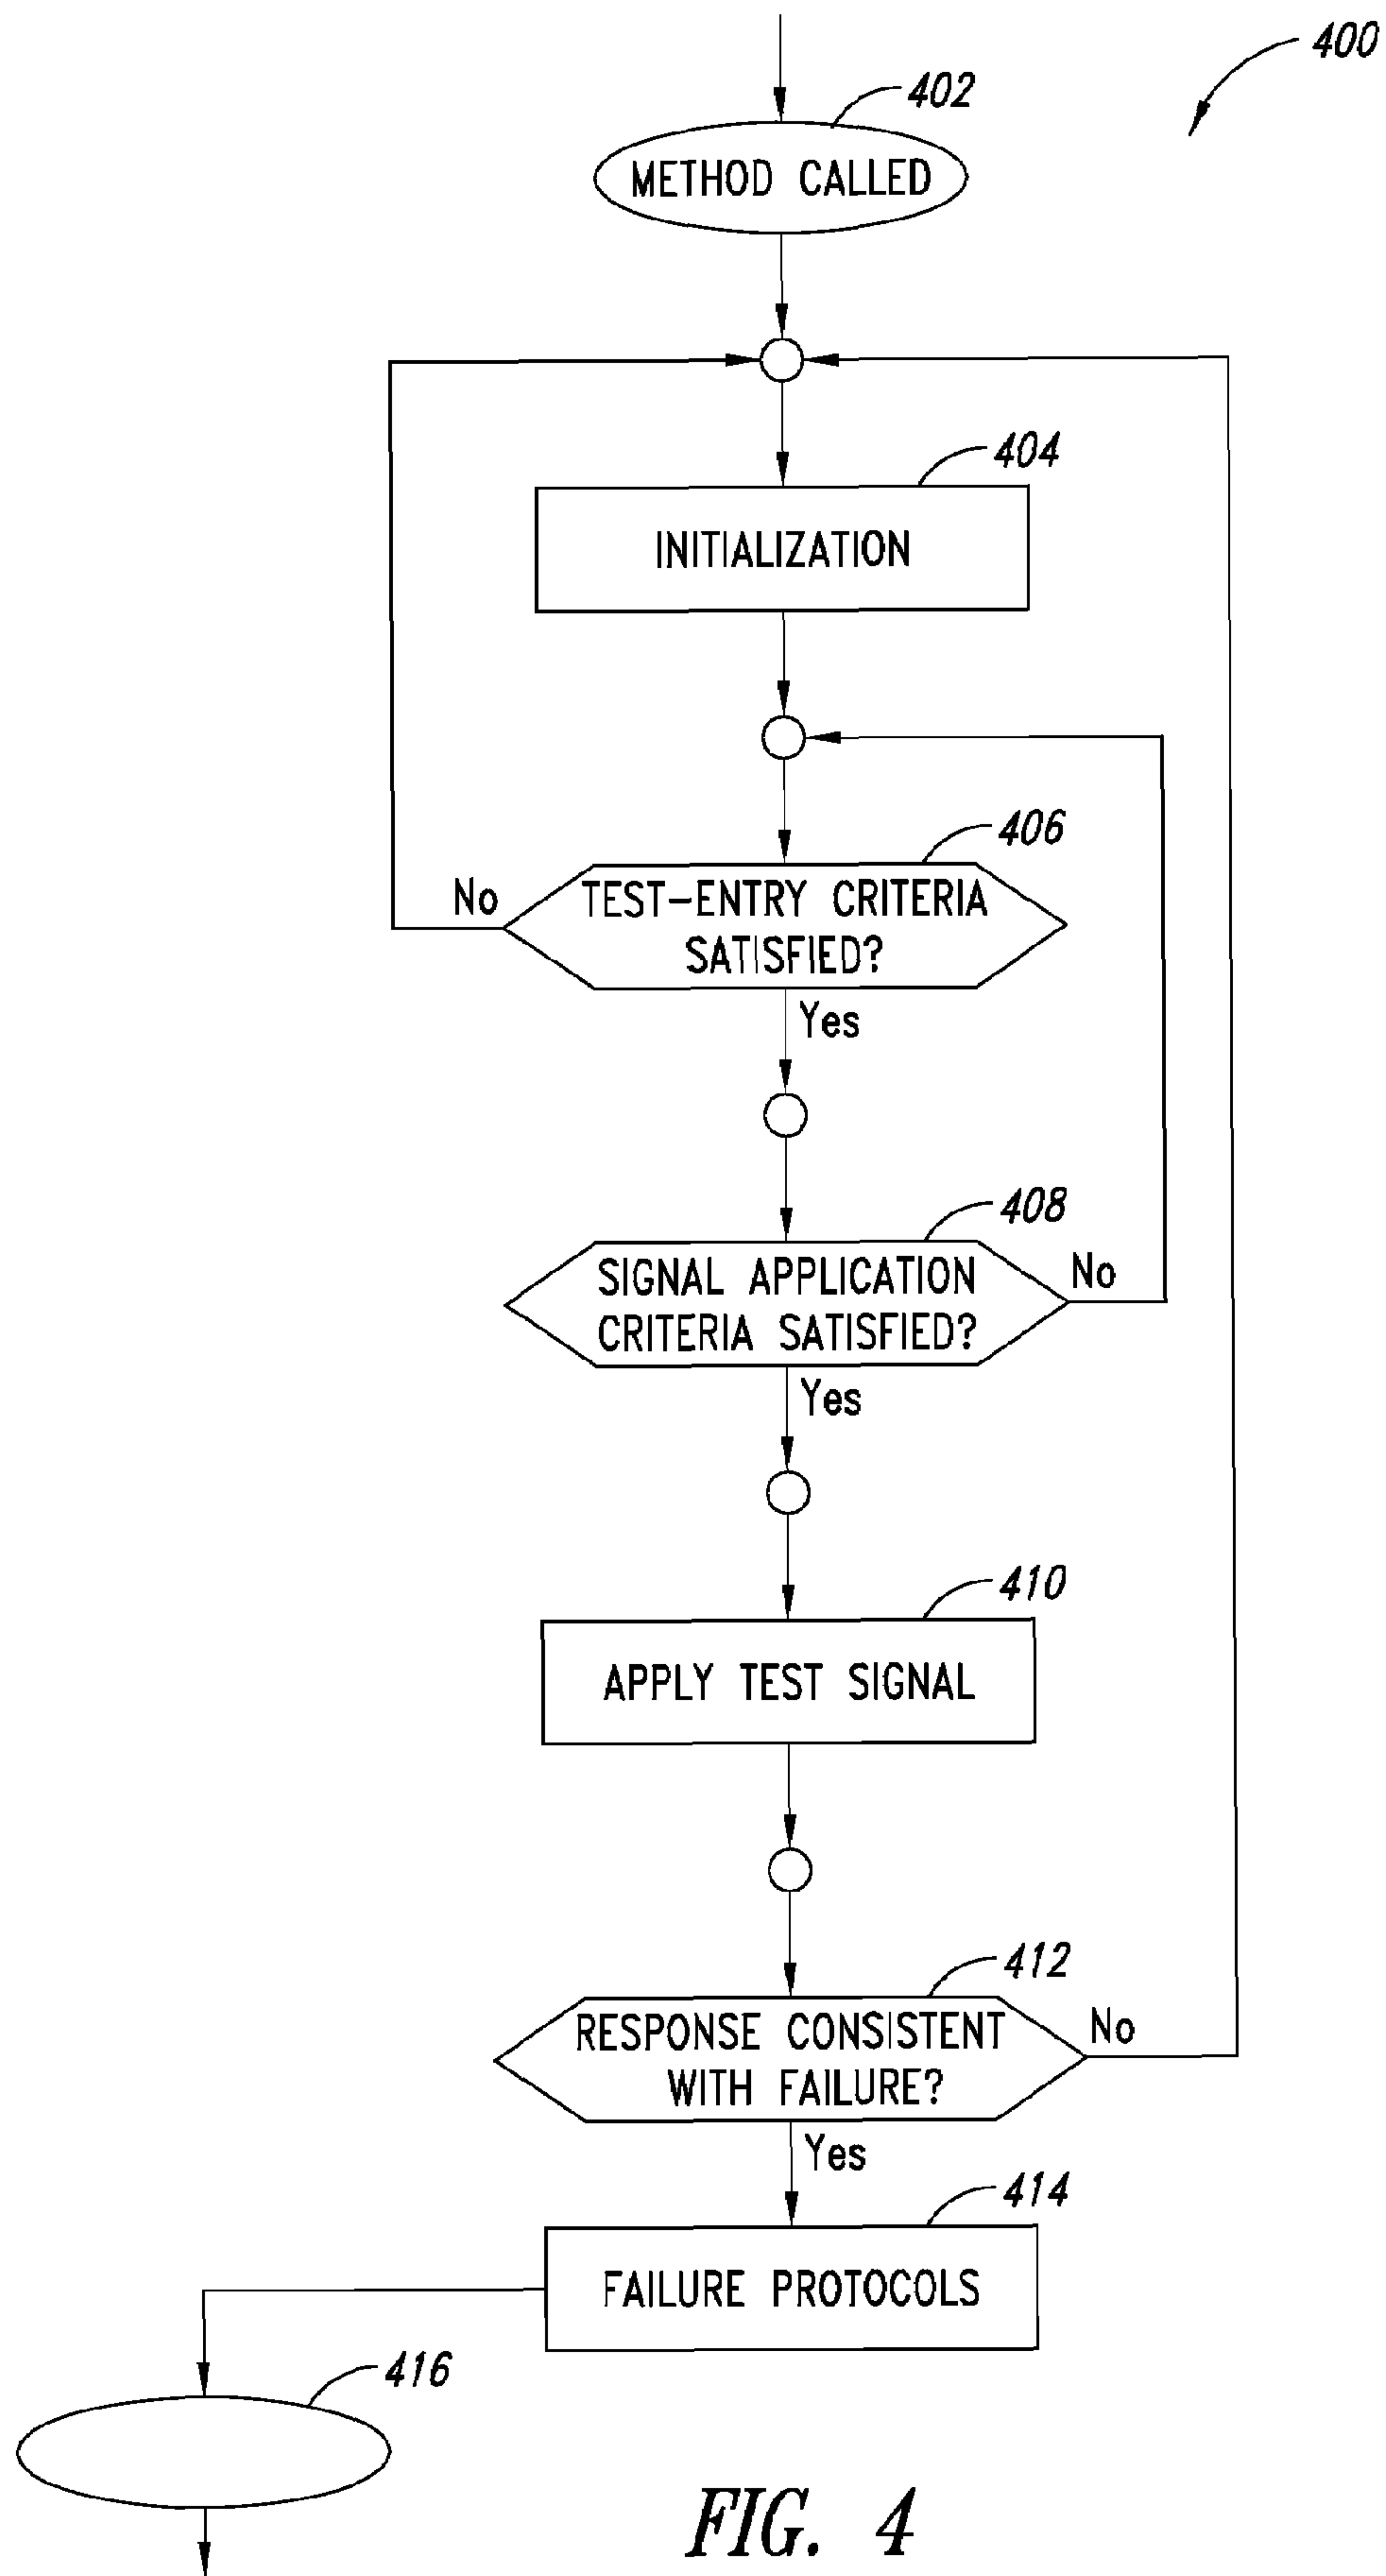 400
402
METHOD CALLED
404
INITIALIZATION
406
No
TEST-ENTRY CRITERIA
SATISFIED?
Yes
408
SIGNAL APPLICATION
No
CRITERIA SATISFIED?
Yes
410
APPLY TEST SIGNAL
412
RESPONSE CONSISTENT
No
WITH FAILURE?
Yes
414
FAILURE PROTOCOLS
416
FIG. 4